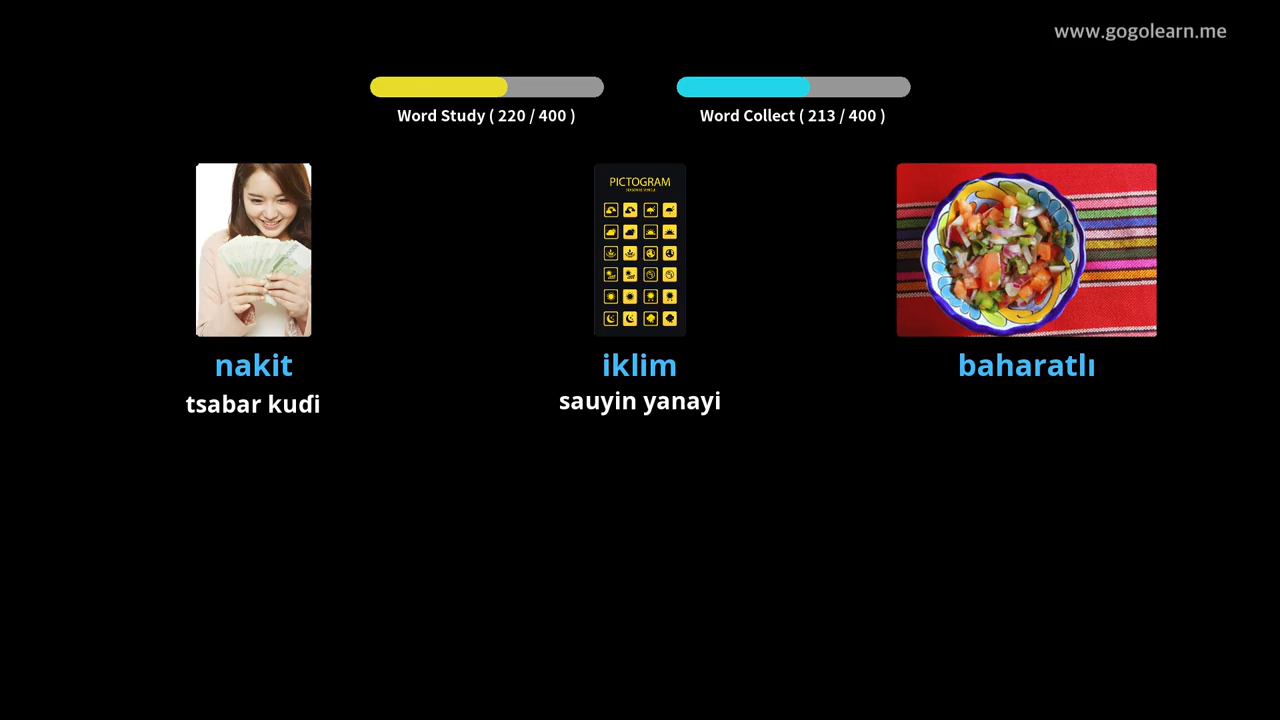 www.gogolearn.me
Word Study ( 220 / 400 )
Word Collect ( 213 / 400 )
PICTOGRAM
nakit
iklim
baharatlı
tsabar kuɗi
sauyin yanayi